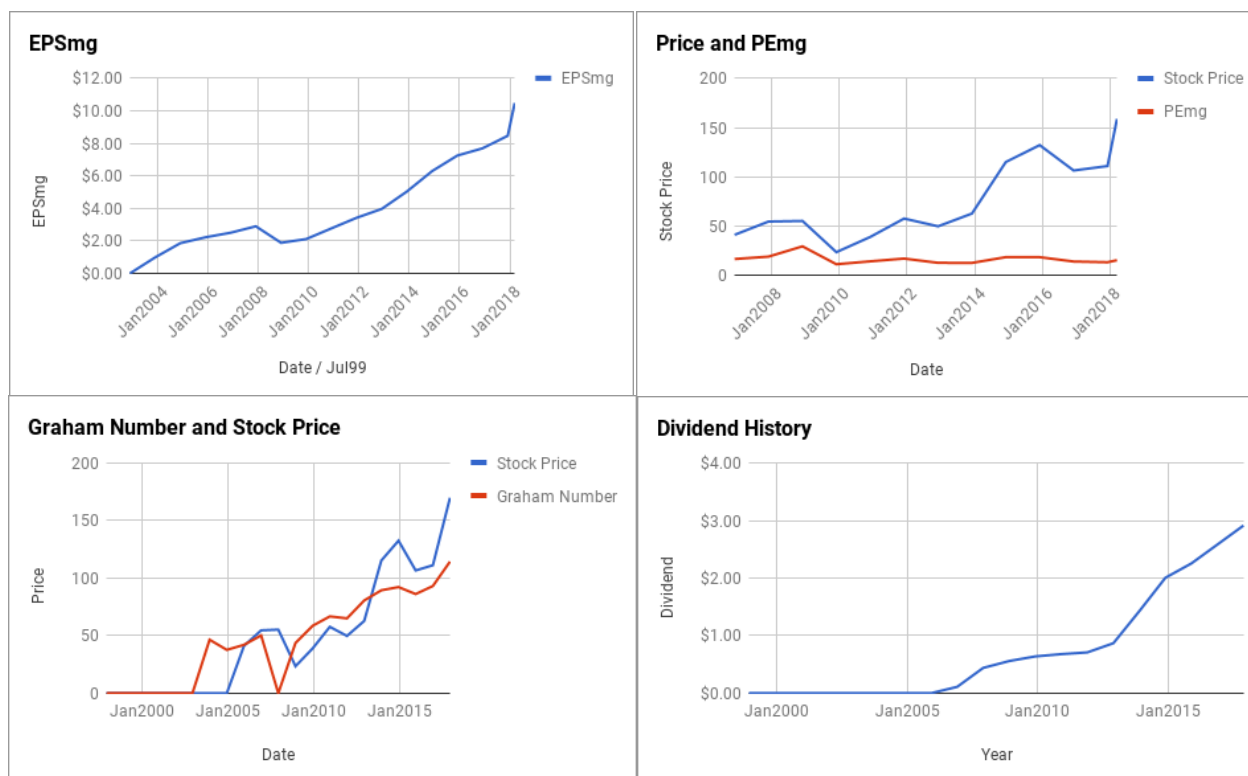 EPSmg
$12.00
$10.00
$8.00
$6.00
$4.00
$2.00
$0.00
EPSmg
EPSmg
Jan2004
Jan2006
Jan2008
Jan2010
Jan2012
Jan2014
Jan2016
Jan2018
Date / Jul99
Price and PEmg
200
150
100
50
0
Stock Price
Stock Price
PEmg
Jan2008
Jan2010
Jan2012
Jan2014
Jan2016
Jan2018
Date
Graham Number and Stock Price
200
150
100
50
0
Price
Stock Price
Graham Number
Jan2000
Jan2005
Jan2010
Jan2015
Date
Dividend History
$4.00
$3.00
$2.00
$1.00
$0.00
Dividend
Jan2000
Jan2005
Jan2010
Jan2015
Year